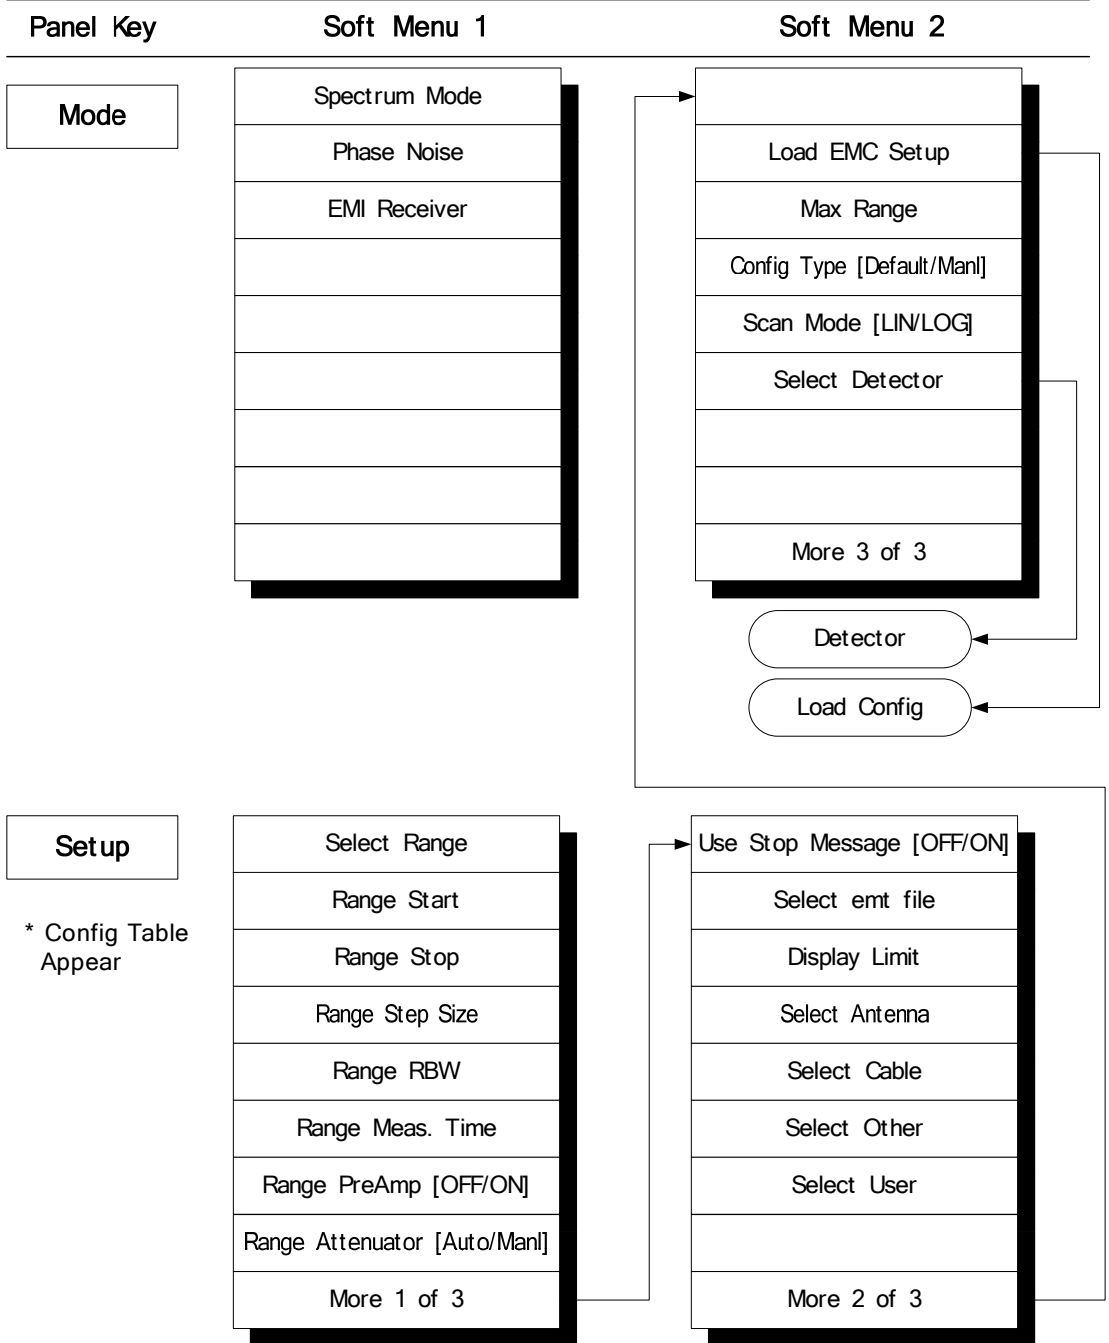 Panel Key
Soft Menu 1
Soft Menu 2
Mode
Spectrum Mode
Phase Noise
EMI Receiver
Load EMC Setup
Max Range
Config Type [Default/Manl]
Scan Mode [LIN/LOG]
Select Detector
More 3 of 3
Detector
Load Config
Setup
* Config Table
Appear
Select Range
Range Start
Range Stop
Range Step Size
Range RBW
Range Meas. Time
Range PreAmp [OFF/ON]
Range Attenuator [Auto/Manl]
More 1 of 3
Use Stop Message [OFF/ON]
Select emt file
Display Limit
Select Antenna
Select Cable
Select Other
Select User
More 2 of 3